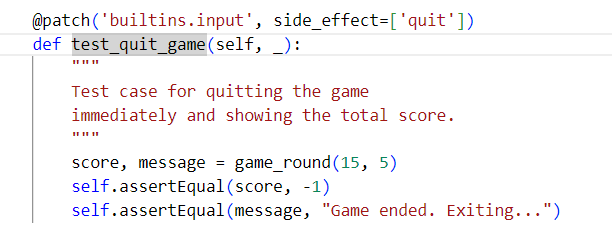 @patch('builtins.input', side_effect=['quit'])
def test_quit_game(self, _):
"""
Test case for quitting the game
immediately and showing the total score.
"""
score, message = game_round(15, 5)
self.assertEqual(score, -1)
self.assertEqual(message, "Game ended. Exiting...")